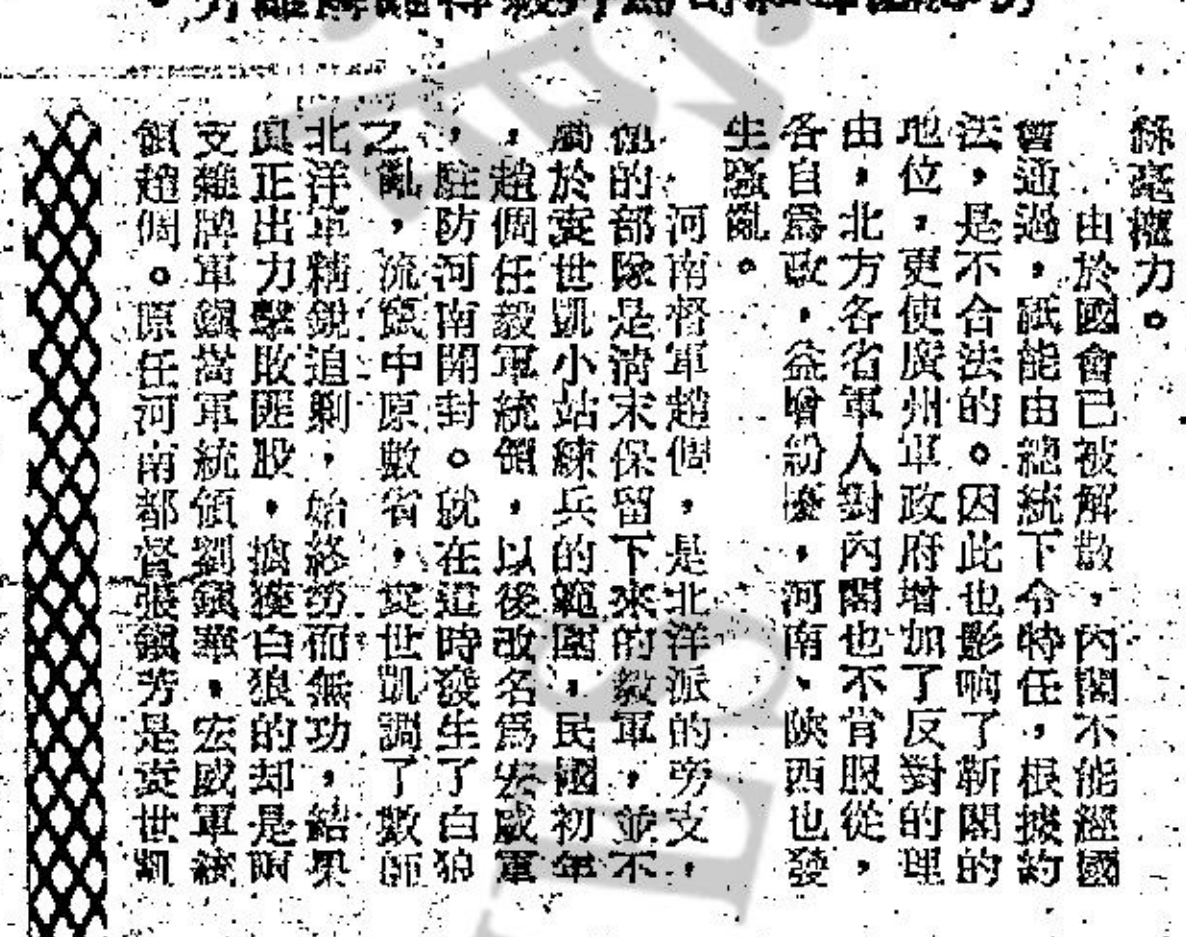 絲毫權力。
由於國會已被解散，內閣不能經國
會通過，祇能由總統下令特任，根據約
法，是不合法的。因此也影响了靳閣的
地位，更使廣州軍政府增加了反對的理
由，北方各省軍人對內閣也不肯服從，
各自爲政，益增紛擾，河南、陝西也發
生騷亂。
河南督軍趙倜，是北洋派的旁支，
他的部隊是清末保留下來的毅軍，並不
屬於袁世凱小站練兵的範圍，民國初年
，趙倜任毅軍統領，以後改名爲宏威軍
，駐防河南開封。就在這時發生了白狼
之亂，流竄中原數省，袁世凱調了數師
北洋軍精銳追剿，始終勞而無功，結果
眞正出力擊敗匪股，擒獲白狼的却是兩
支雜牌軍鎮嵩軍統領劉鎮華，宏威軍統
領趙倜。原任河南都督張鎮芳是袁世凱